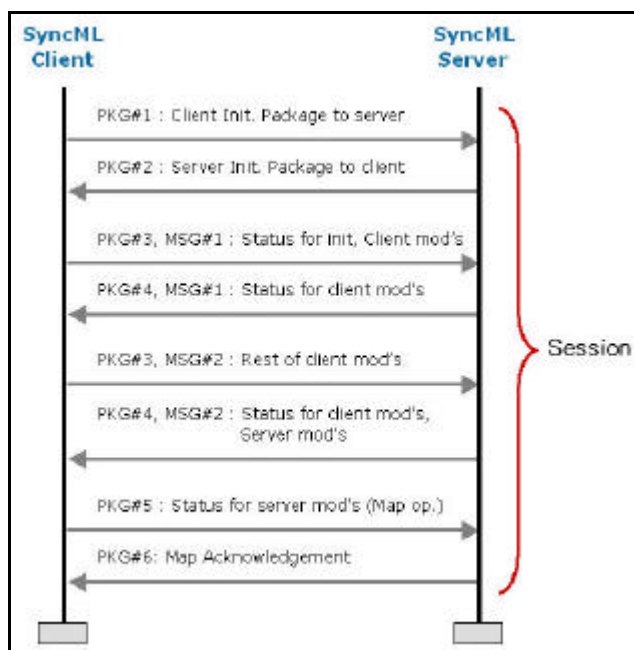 SyncML
Client
SyncML
Server
PKG#1 : Client Init. Package to server
PKG#2 : Server Init. Package to client
PKG#3, MSG#1 : Status for Init, Client mod's
PKG#4, MSG#1 : Status for client mod's
PKG#3, MSG#2 : Rest of client mod's
PKG#4, MSG#2 : Status for client mod's,
Server mod's
PKG#5 : Status for server mod's (Map op.)
PKG#6: Map Acknowledgement
Session